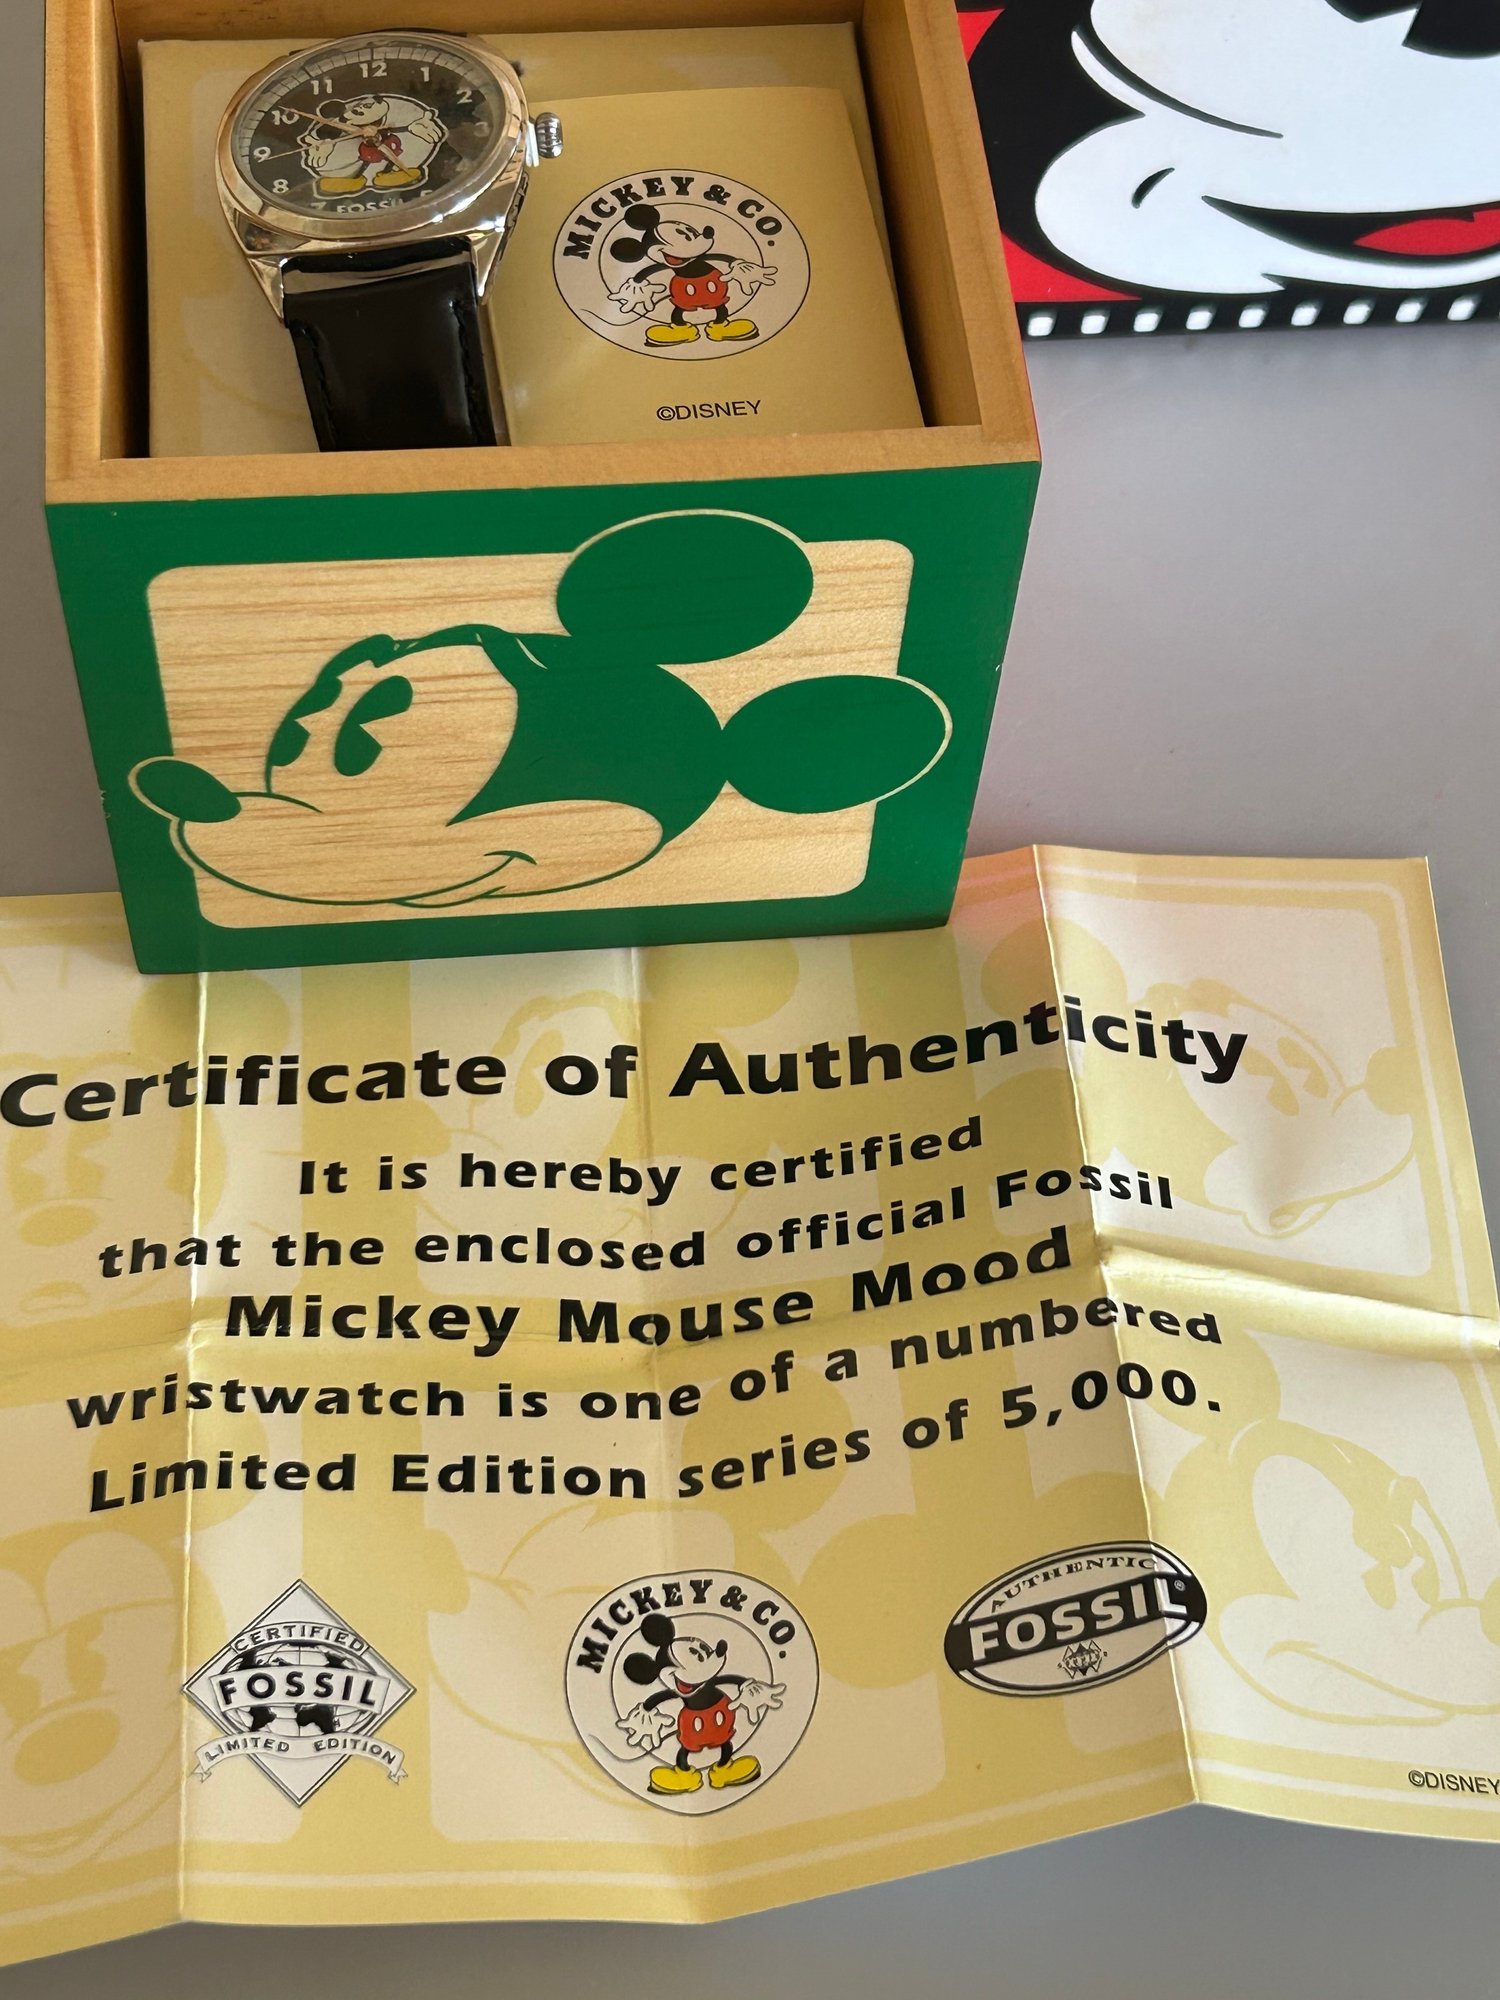 12
11
1
10
2
9
3
8
7
5
FOSSIL
MICKEY & CO.
©DISNEY
Certificate of Authenticity
It is hereby certified
that the enclosed official Fossil
Mickey Mouse Mood
wristwatch is one of a numbered
Limited Edition series of 5,000.
CERTIFIED
FOSSIL
LIMITED EDITION
MICKEY & CO.
AUTHENTIC
FOSSIL®
©DISNEY